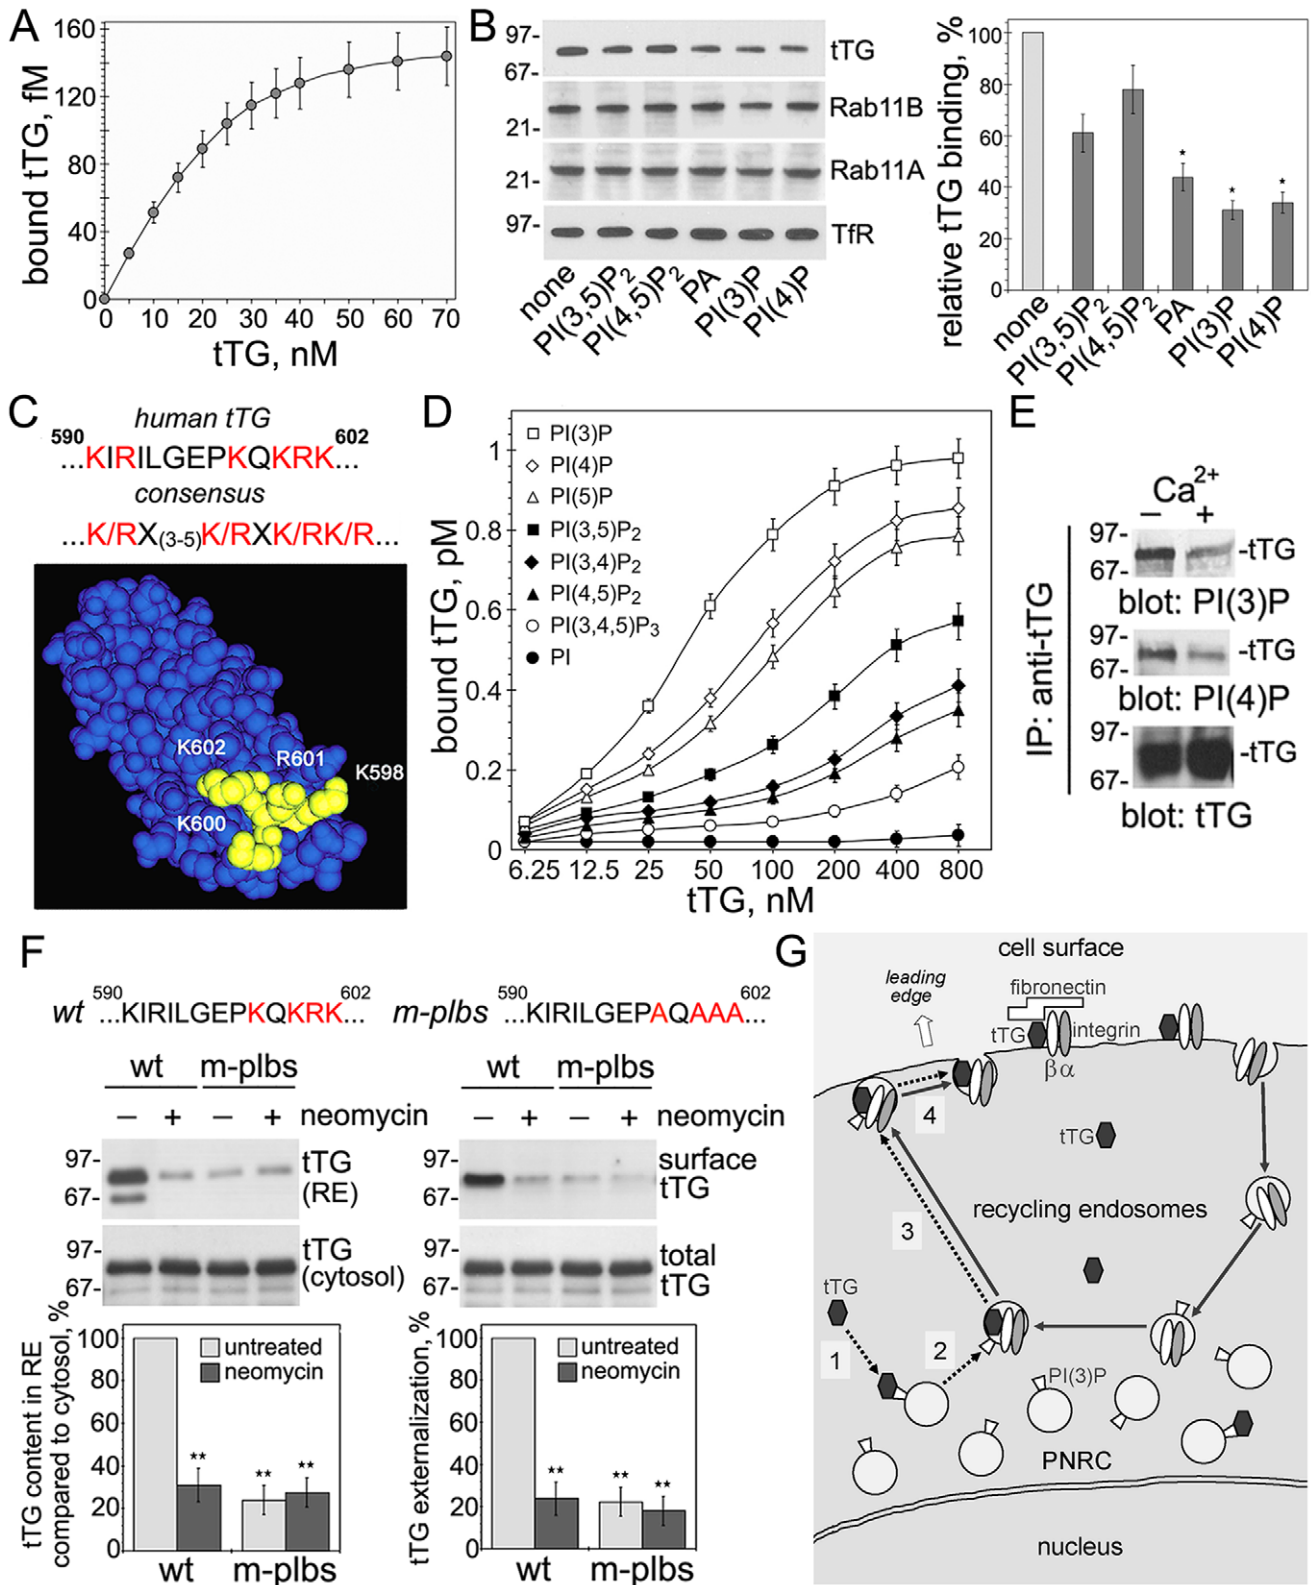 A
bound tTG, fM
160
120
80
40
0
0 10 20 30 40 50 60 70
tTG, nM
B
97-
67-
tTG
Rab11B
21-
Rab11A
21-
97-
TfR
none
PI(3,5)P2
PI(4,5)P2
PA
PI(3)P
PI(4)P
relative tTG binding, %
100
80
60
40
20
0
*
*
*
none
PI(3,5)P2
PI(4,5)P2
PA
PI(3)P
PI(4)P
C
human tTG
590 602
...KIRILGEPKQKRK...
consensus
...K/RX(3-5)K/RXK/RK/R...
K602
R601
K598
K600
D
bound tTG, pM
1
0.8
0.6
0.4
0.2
0
PI(3)P
PI(4)P
PI(5)P
PI(3,5)P2
PI(3,4)P2
PI(4,5)P2
PI(3,4,5)P3
PI
6.25 12.5 25 50 100 200 400 800
tTG, nM
E
Ca2+
– +
IP: anti-tTG
97-
67-
-tTG
blot: PI(3)P
97-
67-
-tTG
blot: PI(4)P
97-
67-
-tTG
blot: tTG
F
590 602
wt ...KIRILGEPKQKRK...
590 602
m-plbs ...KIRILGEPAQAAA...
wt m-plbs
– + – + neomycin
97-
67-
tTG
(RE)
97-
67-
tTG
(cytosol)
tTG content in RE
compared to cytosol, %
100
80
60
40
20
0
untreated
neomycin
**
**
**
wt m-plbs
wt m-plbs
– + – + neomycin
97-
67-
surface
tTG
97-
67-
total
tTG
tTG externalization, %
100
80
60
40
20
0
untreated
neomycin
**
**
**
wt m-plbs
G
cell surface
leading
edge
fibronectin
tTG
integrin
βα
4
tTG
recycling endosomes
3
tTG
1
2
PI(3)P
PNRC
nucleus